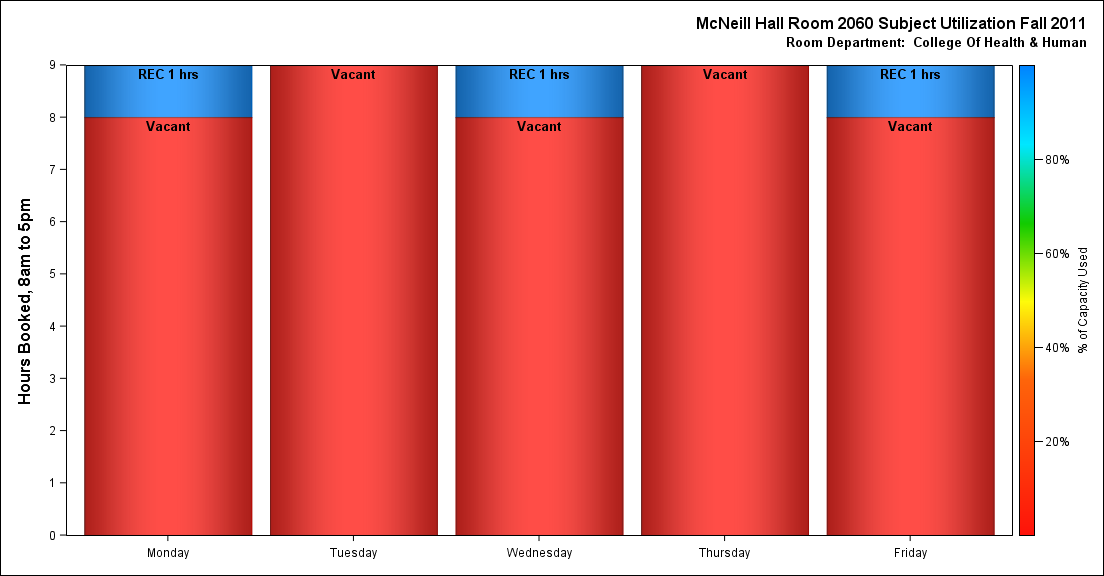 McNeill Hall Room 2060 Subject Utilization Fall 2011
Room Department:  College Of Health & Human
Hours Booked, 8am to 5pm
9
8
7
6
5
4
3
2
1
0
REC 1 hrs
Vacant
Vacant
REC 1 hrs
Vacant
Vacant
REC 1 hrs
Vacant
Monday
Tuesday
Wednesday
Thursday
Friday
80%
60%
40%
20%
% of Capacity Used